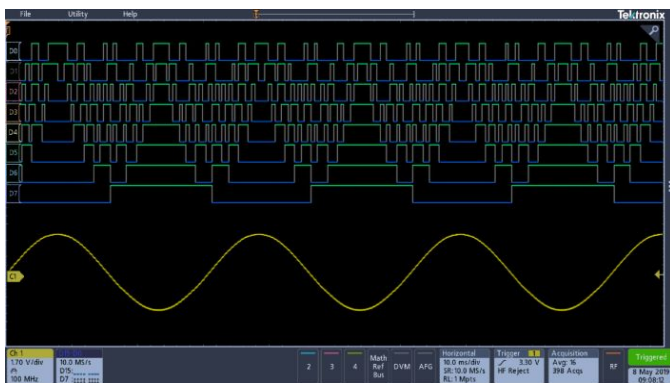 File Utility Help
Tektronix
D0
D1
D2
D3
D4
D5
D6
D7
C1
Ch 1
1.70 V/div
100 MHz
10.0 MS/s
D15:
D7
2 3 4
Math
Ref
Bus
DVM
AFG
Horizontal
10.0 ms/div
SR: 10.0 MS/s
RL: 1 Mpts
Trigger 1
3.30 V
HF Reject
Acquisition
Avg: 16
398 Acqs
RF
Triggered
8 May 2019